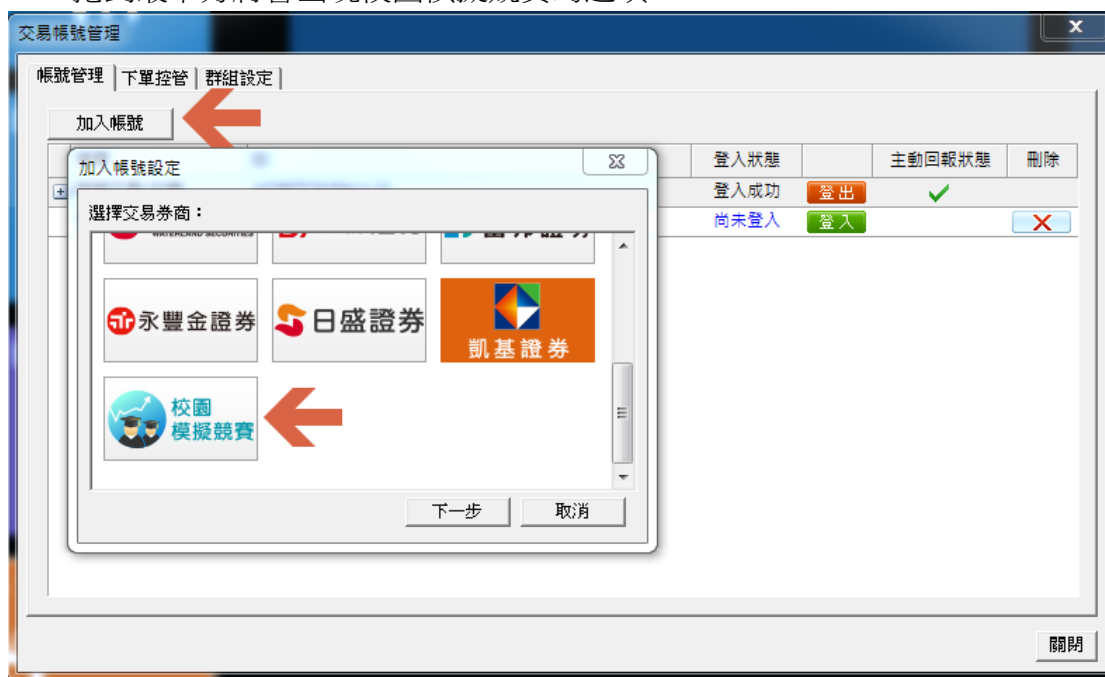 交易帳號管理
帳號管理 下單控管 群組設定
加入帳號
登入狀態 主動回報狀態 刪除
登入成功 登出
尚未登入 登入
加入帳號設定
選擇交易券商：
永豐金證券 日盛證券 凱基證券
校園
模擬競賽
下一步 取消
關閉